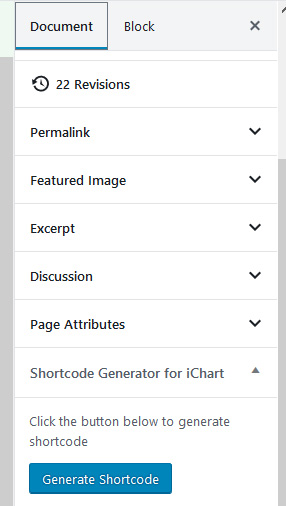 Document Block
22 Revisions
Permalink
Featured Image
Excerpt
Discussion
Page Attributes
Shortcode Generator for iChart
Click the button below to generate
shortcode
Generate Shortcode